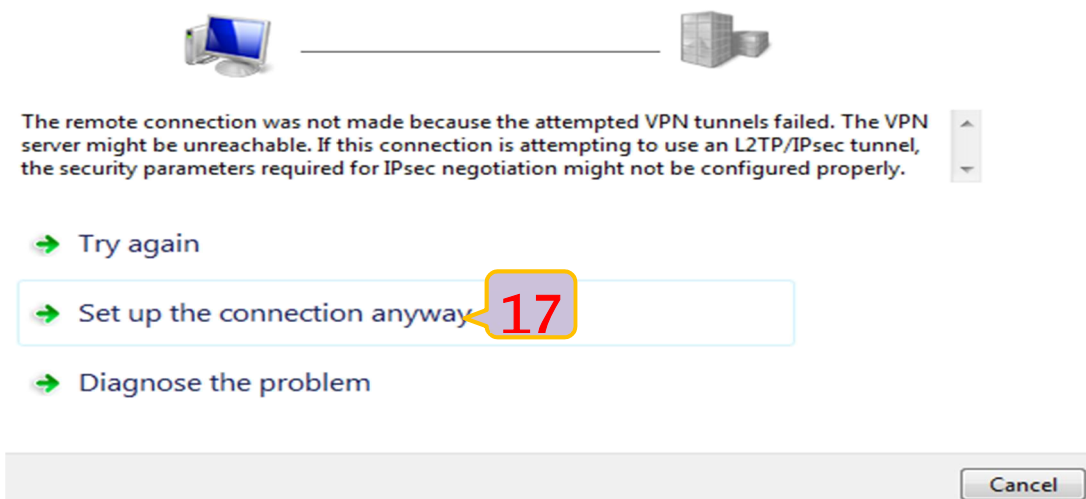 The remote connection was not made because the attempted VPN tunnels failed. The VPN
server might be unreachable. If this connection is attempting to use an L2TP/IPsec tunnel,
the security parameters required for IPsec negotiation might not be configured properly.
Try again
Set up the connection anyway
17
Diagnose the problem
Cancel